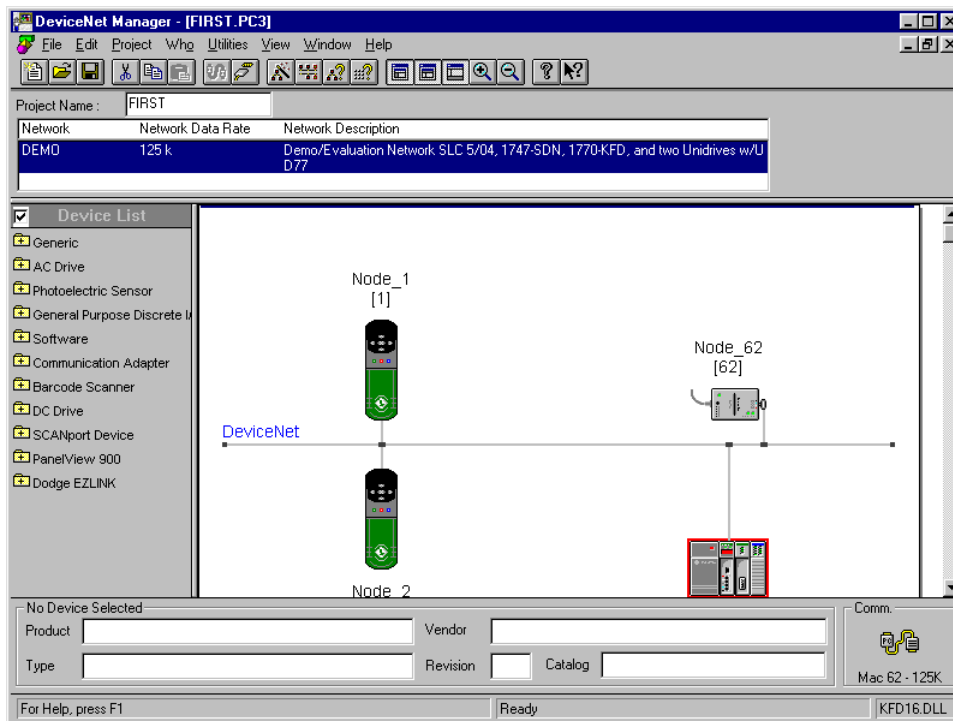 DeviceNet Manager - [FIRST.PC3]
File Edit Project Who Utilities View Window Help
Project Name : FIRST
Network Network Data Rate Network Description
DEMO 125 k Demo/Evaluation Network SLC 5/04, 1747-SDN, 1770-KFD, and two Unidrives w/U
D77
Device List
Generic
AC Drive
Photoelectric Sensor
General Purpose Discrete I/
Software
Communication Adapter
Barcode Scanner
DC Drive
SCANport Device
PanelView 900
Dodge EZLINK
Node_1
[1]
Node_62
[62]
DeviceNet
Node_2
No Device Selected
Product Vendor
Type Revision Catalog
Comm.
Mac 62 - 125K
For Help, press F1 Ready KFD16.DLL